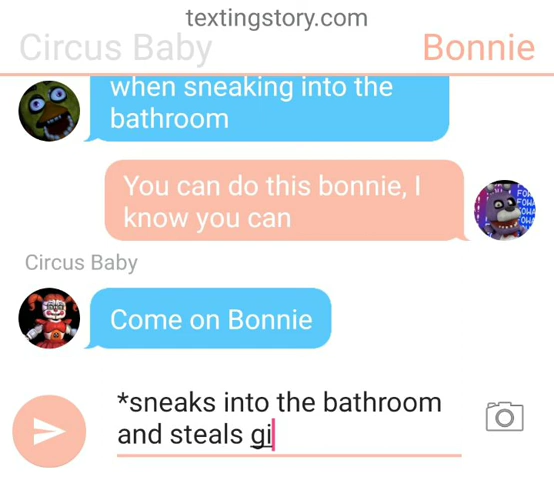 textingstory.com
Circus Baby
Bonnie
when sneaking into the
bathroom
You can do this bonnie, I
know you can
Circus Baby
Come on Bonnie
*sneaks into the bathroom
and steals gi